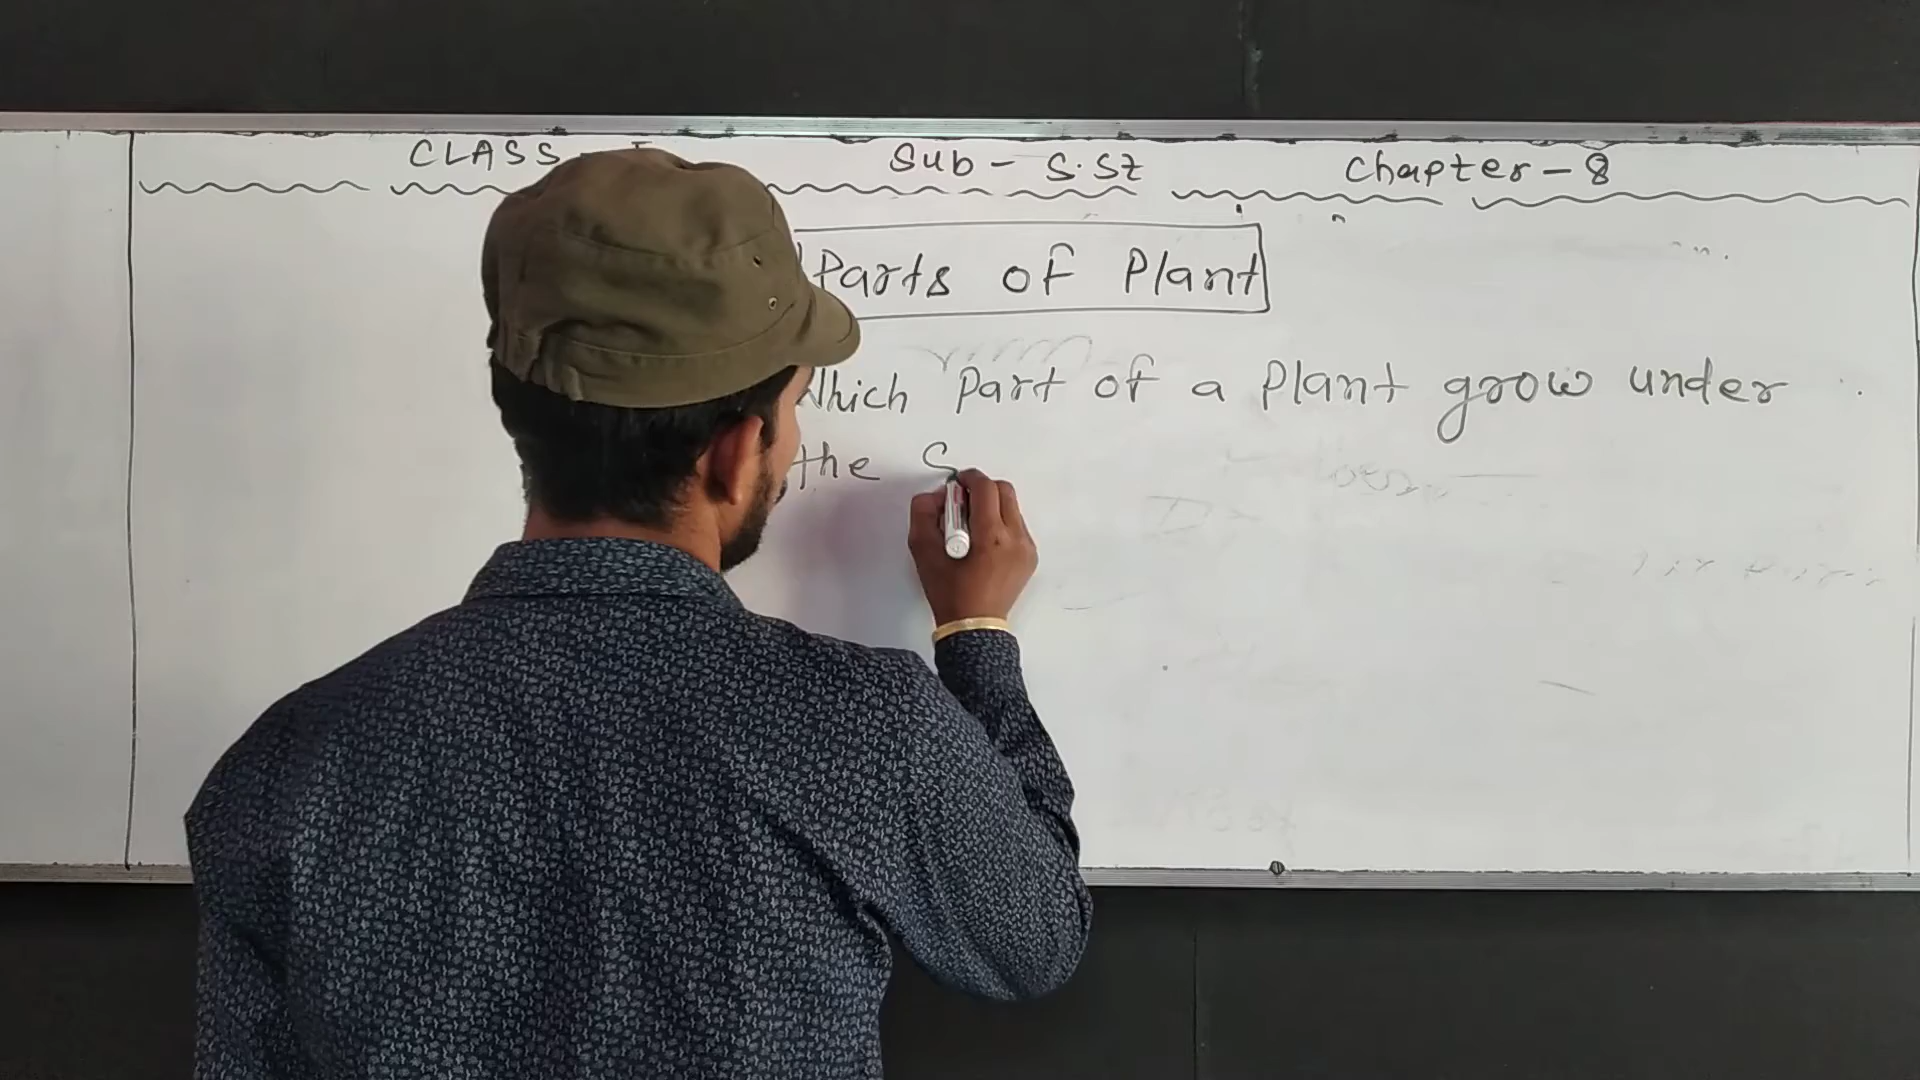 CLASS - I Sub - S.St Chapter - 8
Parts of Plant
Which Part of a Plant grow under
the S